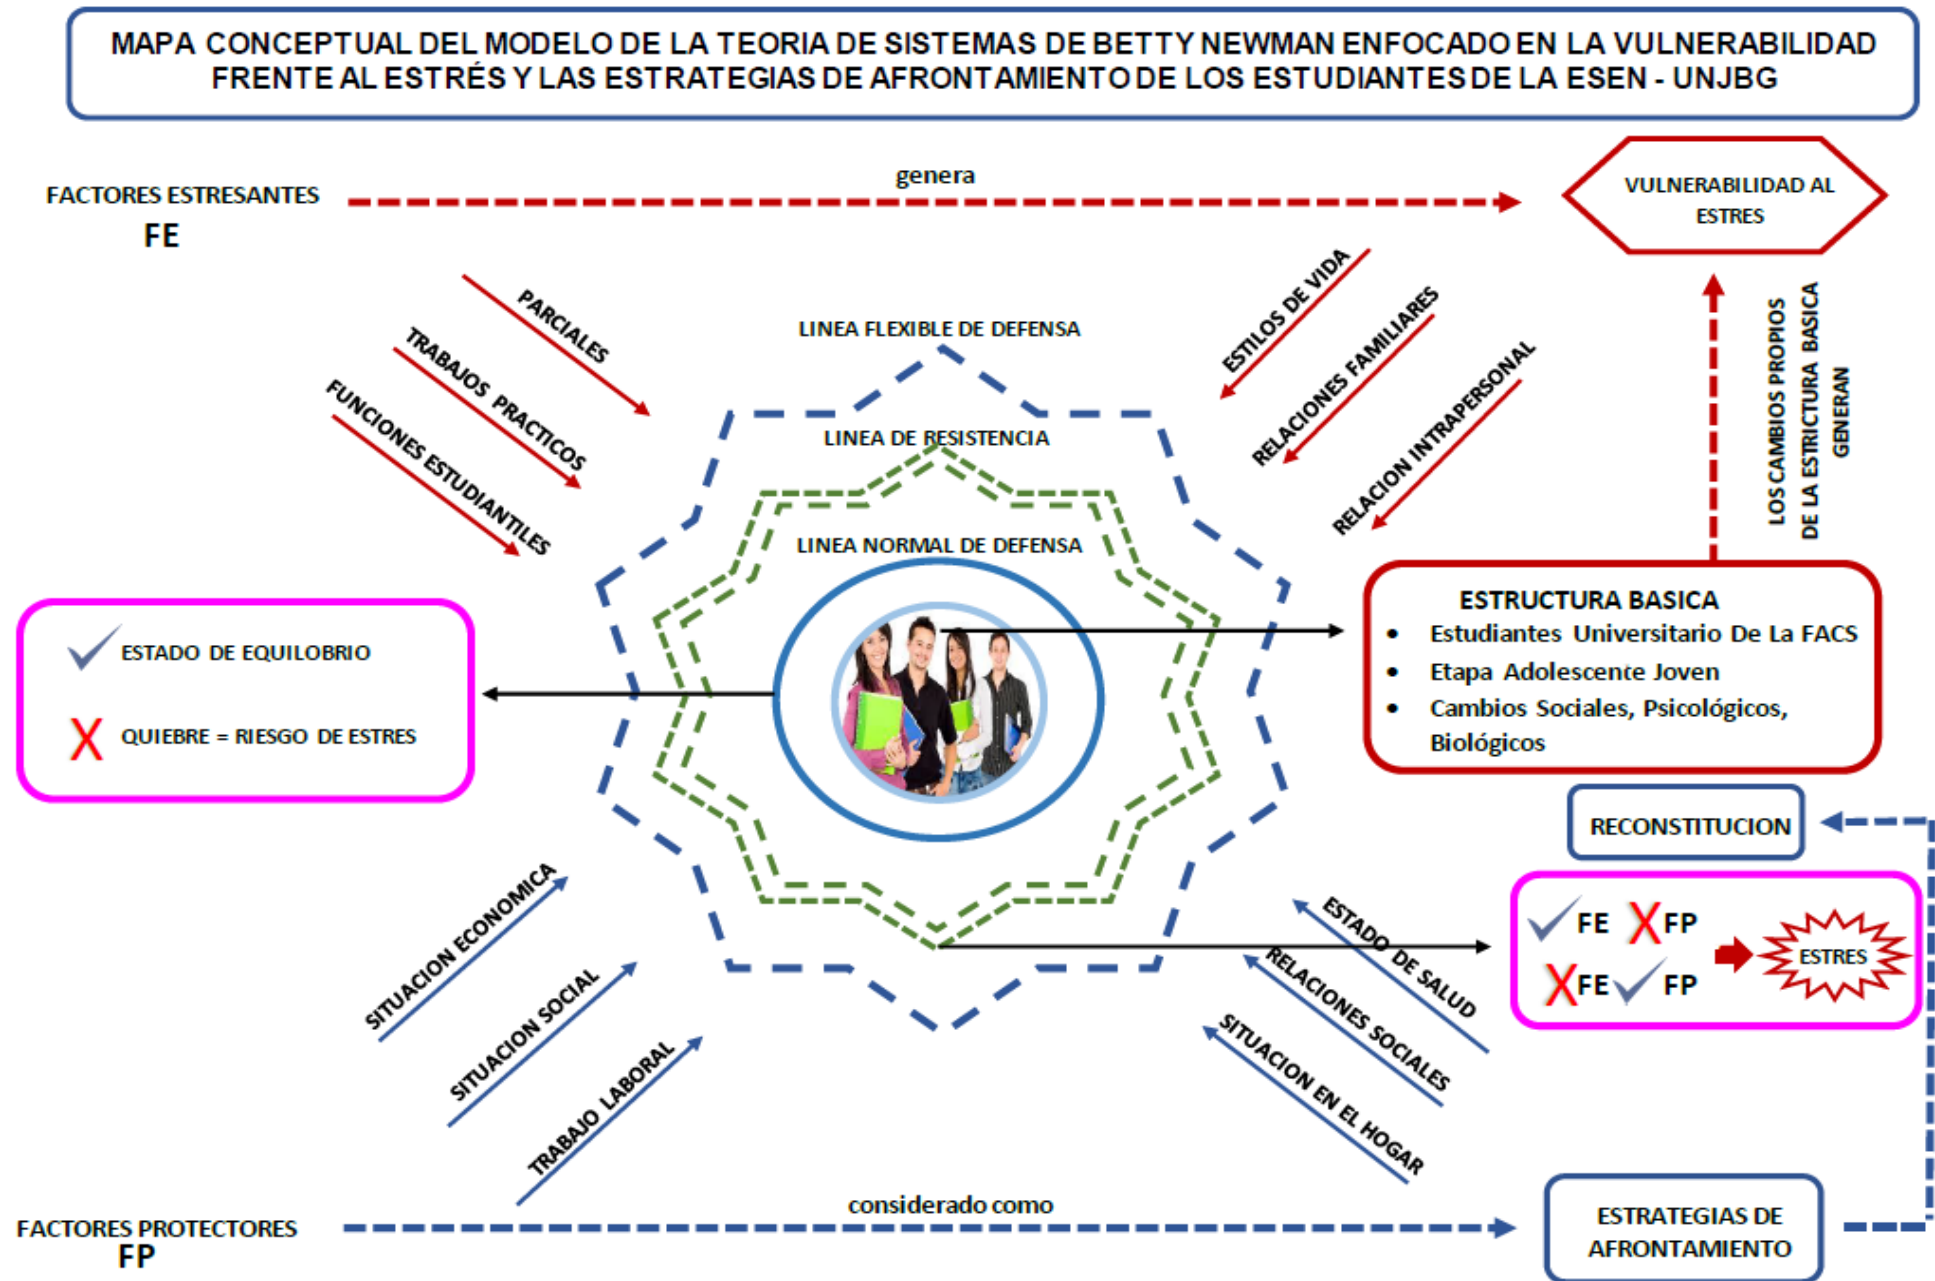 MAPA CONCEPTUAL DEL MODELO DE LA TEORIA DE SISTEMAS DE BETTY NEWMAN ENFOCADO EN LA VULNERABILIDAD
FRENTE AL ESTRÉS Y LAS ESTRATEGIAS DE AFRONTAMIENTO DE LOS ESTUDIANTES DE LA ESEN - UNJBG
FACTORES ESTRESANTES
FE
genera
VULNERABILIDAD AL
ESTRES
PARCIALES
TRABAJOS PRACTICOS
FUNCIONES ESTUDIANTILES
ESTILOS DE VIDA
RELACIONES FAMILIARES
RELACION INTRAPERSONAL
LOS CAMBIOS PROPIOS
DE LA ESTRICTURA BASICA
GENERAN
LINEA FLEXIBLE DE DEFENSA
LINEA DE RESISTENCIA
LINEA NORMAL DE DEFENSA
ESTADO DE EQUILOBRIO
X QUIEBRE = RIESGO DE ESTRES
ESTRUCTURA BASICA
• Estudiantes Universitario De La FACS
• Etapa Adolescente Joven
• Cambios Sociales, Psicológicos,
Biológicos
RECONSTITUCION
FE X FP
X FE FP
ESTRES
SITUACION ECONOMICA
SITUACION SOCIAL
TRABAJO LABORAL
ESTADO DE SALUD
RELACIONES SOCIALES
SITUACION EN EL HOGAR
FACTORES PROTECTORES
FP
considerado como
ESTRATEGIAS DE
AFRONTAMIENTO